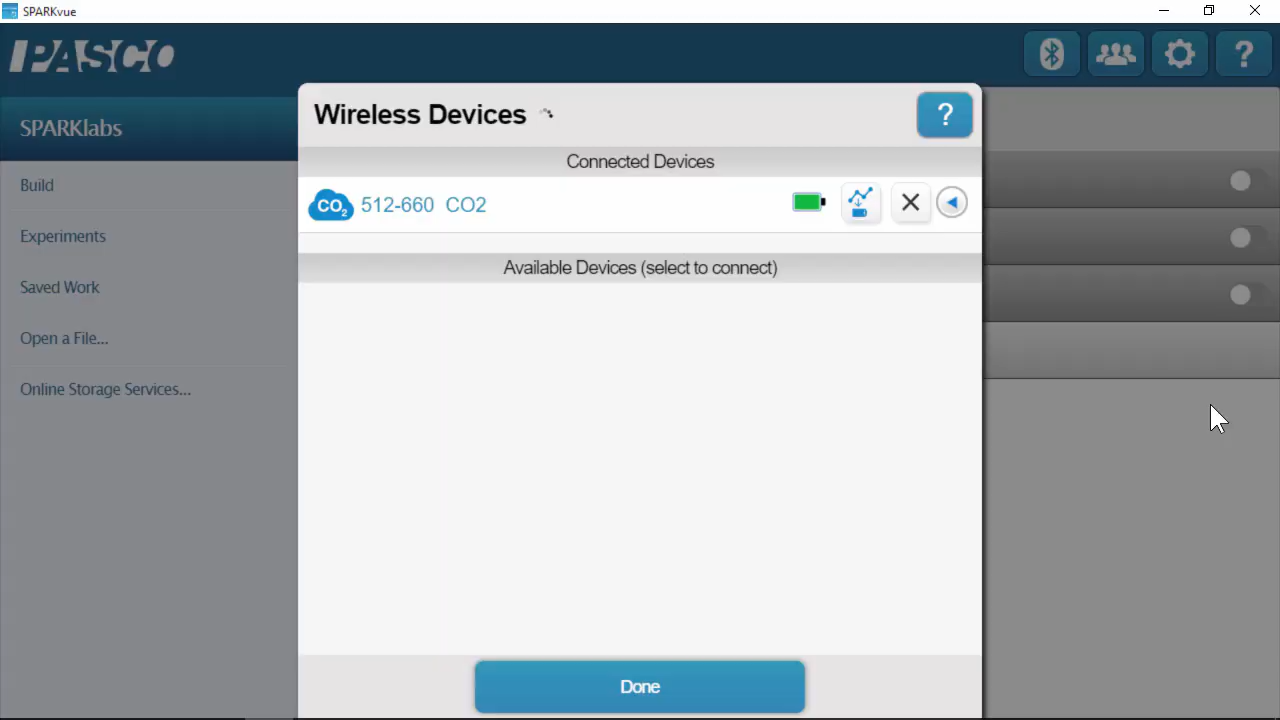 SPARKvue
PASCO
?
SPARKlabs
Build
Experiments
Saved Work
Open a File...
Online Storage Services...
Wireless Devices
?
Connected Devices
CO2 512-660 CO2
Available Devices (select to connect)
Done